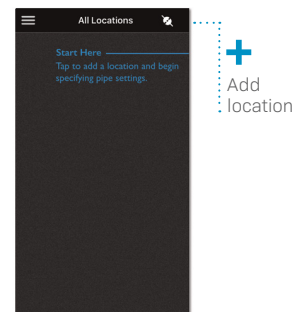 All Locations
Start Here
Tap to add a location and begin
specifying pipe settings.
Add
location